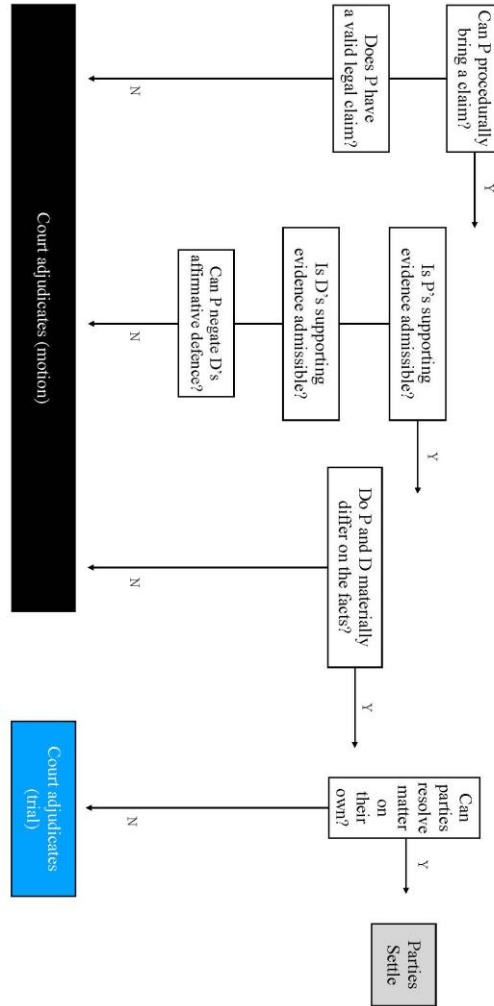 Can P procedurally
bring a claim?
Does P have
a valid legal claim?
Y
N
Is P's supporting
evidence admissible?
Is D's supporting
evidence admissible?
Can P negate D's
affirmative defence?
Y
N
Do P and D materially
differ on the facts?
Y
N
Can
parties
resolve
matter
on
their
own?
Y
N
Parties
Settle
Court adjudicates (motion)
Court adjudicates
(trial)